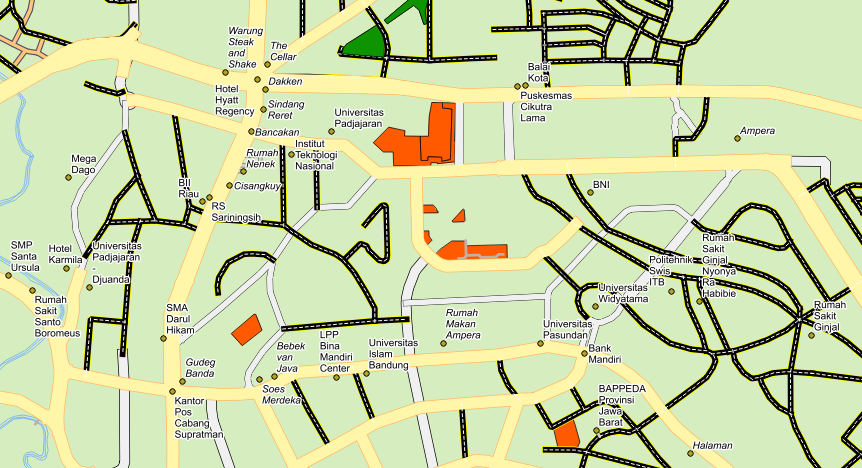 Warung
Steak
and
Shake
The
Cellar
Dakken
Hotel
Hyatt
Regency
Sindang
Reret
Bancakan
Universitas
Padjajaran
Institut
Teknologi
Nasional
Balai
Kota
Puskesmas
Cikutra
Lama
Ampera
Mega
Dago
Rumah
Nenek
Cisangkuy
BII
Riau
RS
Sariningsih
BNI
SMP
Santa
Ursula
Hotel
Karmila
Universitas
Padjajaran
-
Djuanda
Rumah
Sakit
Santo
Boromeus
SMA
Darul
Hikam
Politehnik
Swis
ITB
Rumah
Sakit
Ginjal
Nyonya
Ra
Habibie
Universitas
Widyatama
Rumah
Sakit
Ginjal
Rumah
Makan
Ampera
Universitas
Pasundan
Bank
Mandiri
Gudeg
Banda
Bebek
van
Java
LPP
Bina
Mandiri
Center
Universitas
Islam
Bandung
Soes
Merdeka
Kantor
Pos
Cabang
Supratman
BAPPEDA
Provinsi
Jawa
Barat
Halaman